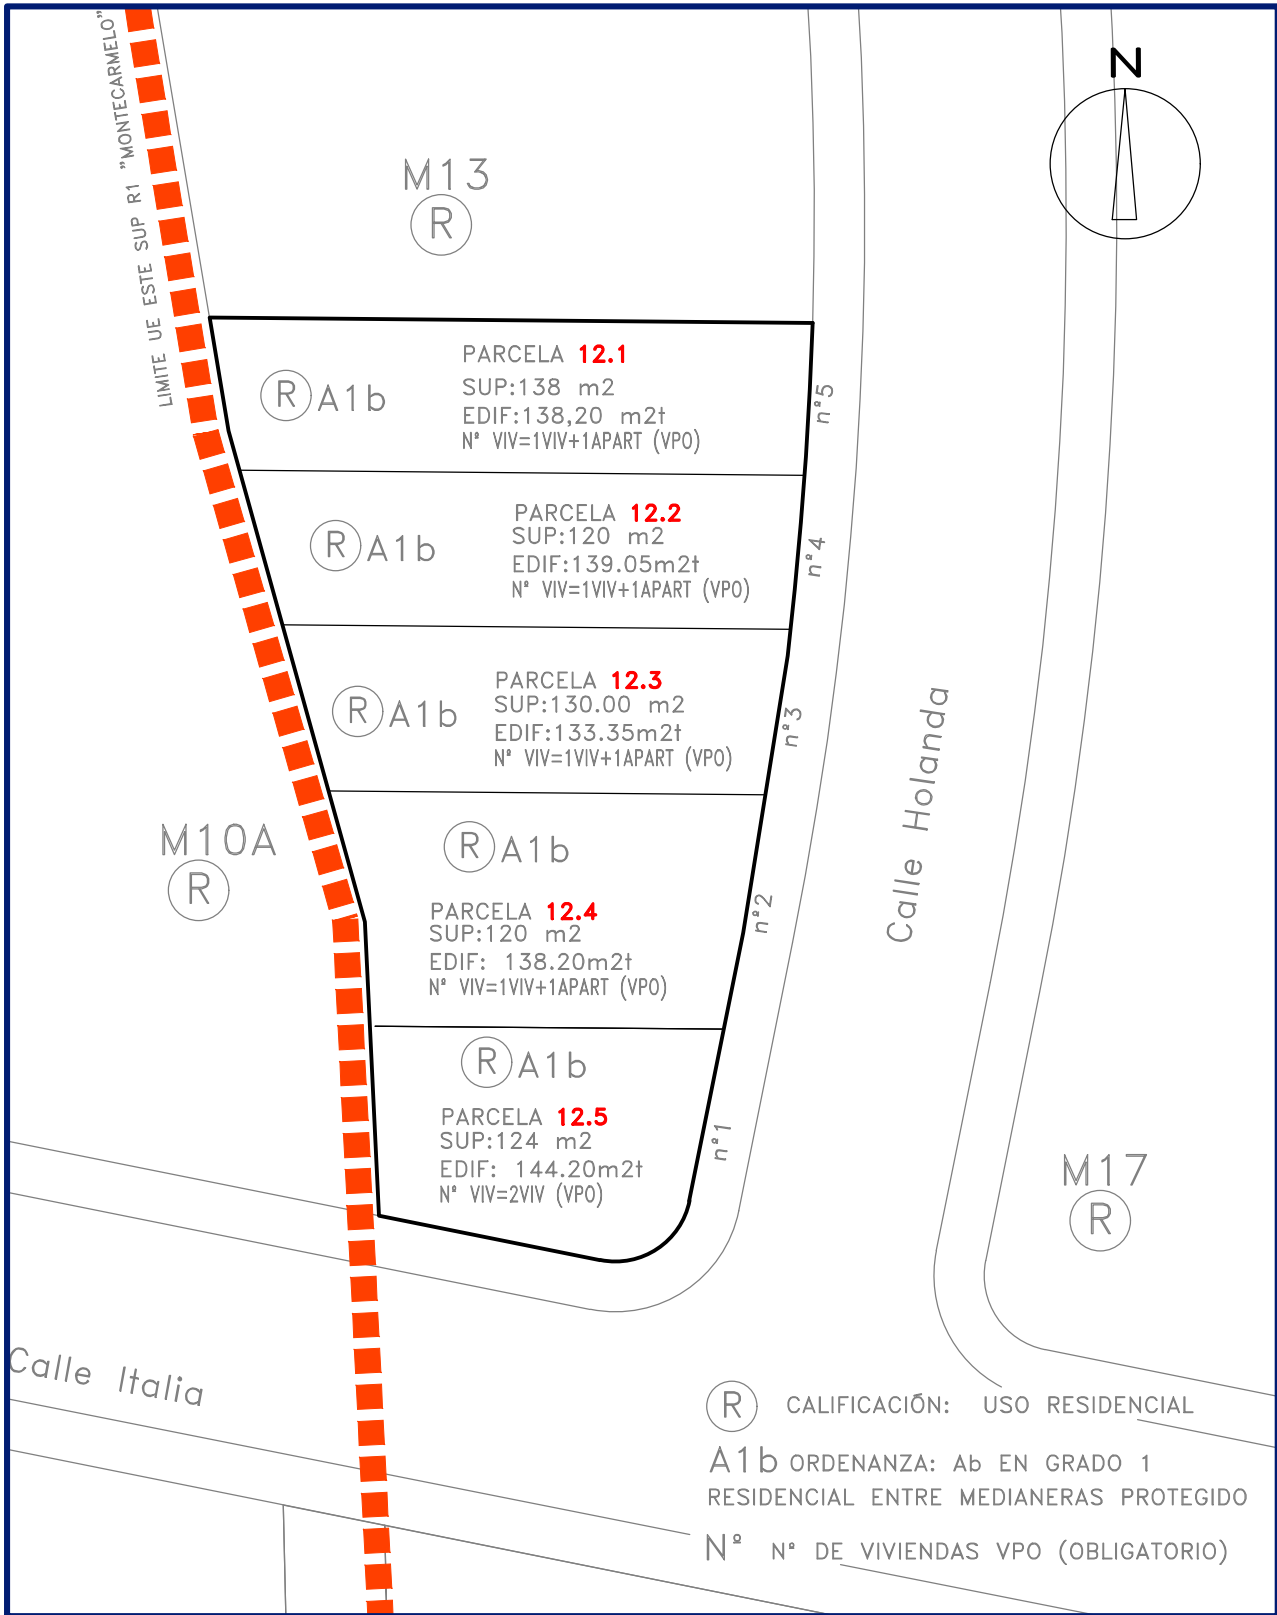 LIMITE UE ESTE SUP R1 "MONTECARMELO"
N
M13
R
PARCELA 12.1
SUP:138 m2
EDIF:138,20 m2t
Nº VIV=1VIV+1APART (VPO)
R A1b
nº5
PARCELA 12.2
SUP:120 m2
EDIF:139.05m2t
Nº VIV=1VIV+1APART (VPO)
R A1b
nº4
PARCELA 12.3
SUP:130.00 m2
EDIF:133.35m2t
Nº VIV=1VIV+1APART (VPO)
R A1b
nº3
Calle Holanda
M10A
R
R A1b
PARCELA 12.4
SUP:120 m2
EDIF: 138.20m2t
Nº VIV=1VIV+1APART (VPO)
nº2
R A1b
PARCELA 12.5
SUP:124 m2
EDIF: 144.20m2t
Nº VIV=2VIV (VPO)
nº1
M17
R
Calle Italia
R CALIFICACIÓN: USO RESIDENCIAL
A1b ORDENANZA: Ab EN GRADO 1
RESIDENCIAL ENTRE MEDIANERAS PROTEGIDO
Nº Nº DE VIVIENDAS VPO (OBLIGATORIO)